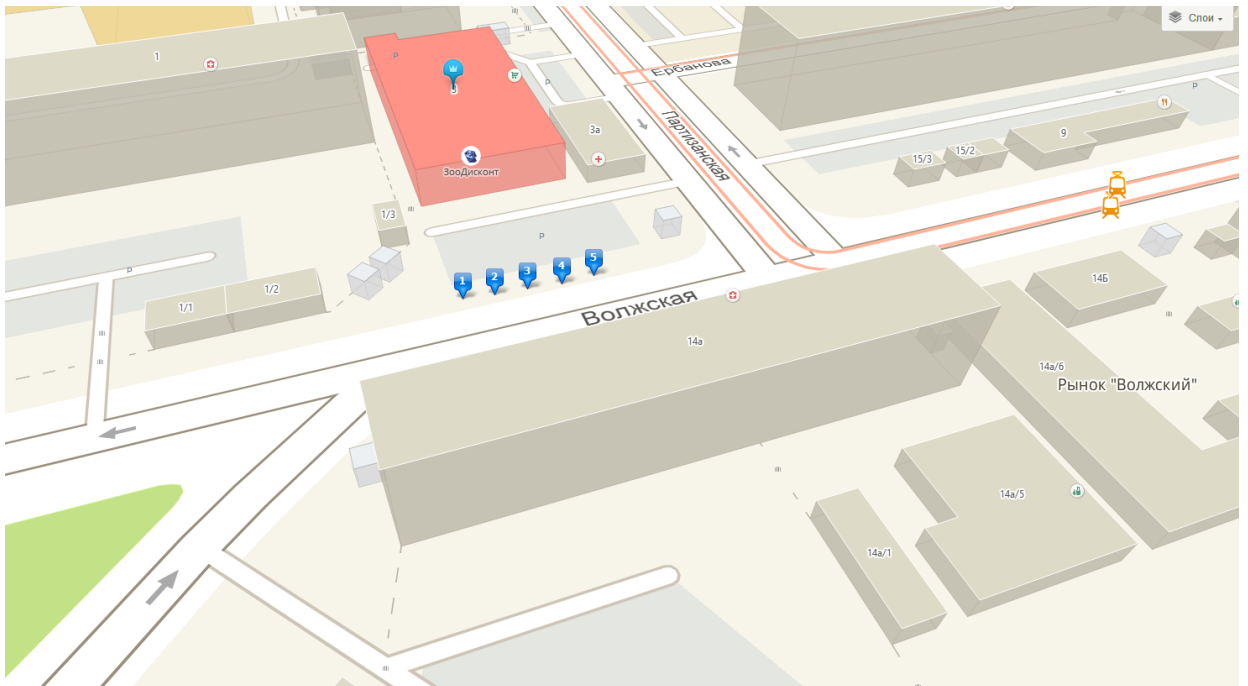 Слои
1
P
Ербанова
P
P
3
3а
Партизанская
ЗооДисконт
15/3
15/2
9
1/3
P
P
1/1
1/2
1
2
3
4
5
Волжская
14Б
14а
14а/6
Рынок "Волжский"
14а/5
14а/1